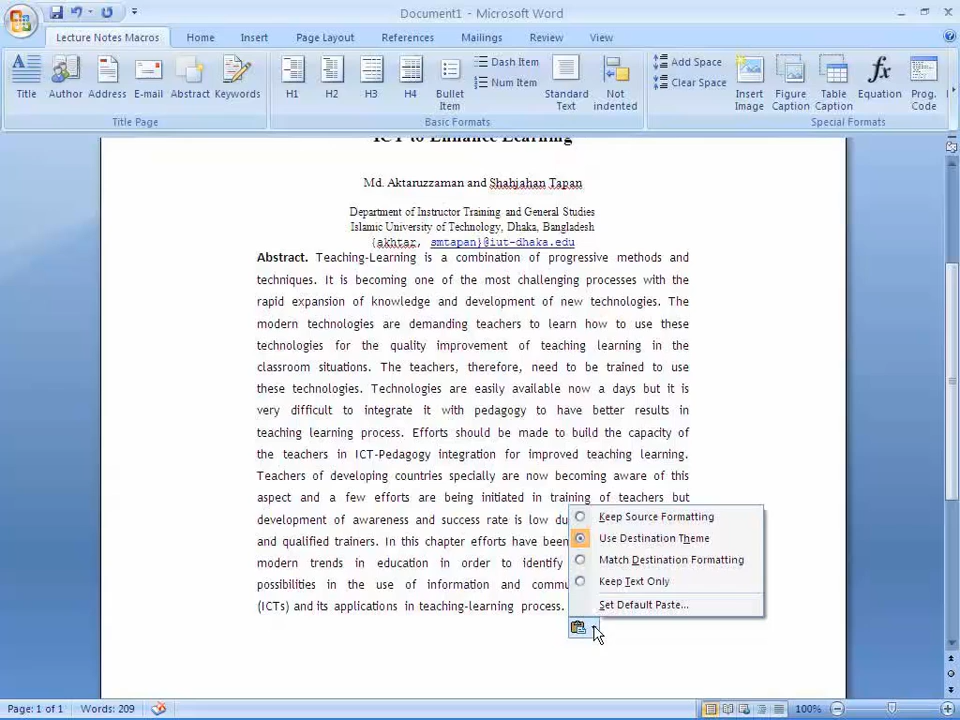 Document1 - Microsoft Word
Lecture Notes Macros Home Insert Page Layout References Mailings Review View
Title Author Address E-mail Abstract Keywords
Title Page
H1 H2 H3 H4 Bullet Item
Dash Item
Num Item
Standard Text
Not indented
Basic Formats
Add Space
Clear Space
Insert Image
Figure Caption
Table Caption
Equation
Prog. Code
Special Formats
ICT to Enhance Learning
Md. Aktaruzzaman and Shahjahan Tapan
Department of Instructor Training and General Studies
Islamic University of Technology, Dhaka, Bangladesh
{akhtaz, smtapan}@iut-dhaka.edu
Abstract. Teaching-Learning is a combination of progressive methods and
techniques. It is becoming one of the most challenging processes with the
rapid expansion of knowledge and development of new technologies. The
modern technologies are demanding teachers to learn how to use these
technologies for the quality improvement of teaching learning in the
classroom situations. The teachers, therefore, need to be trained to use
these technologies. Technologies are easily available now a days but it is
very difficult to integrate it with pedagogy to have better results in
teaching learning process. Efforts should be made to build the capacity of
the teachers in ICT-Pedagogy integration for improved teaching learning.
Teachers of developing countries specially are now becoming aware of this
aspect and a few efforts are being initiated in training of teachers but
development of awareness and success rate is low
and qualified trainers. In this chapter efforts have been
modern trends in education in order to identify
possibilities in the use of information and
(ICTs) and its applications in teaching-learning process.
Keep Source Formatting
Use Destination Theme
Match Destination Formatting
Keep Text Only
Set Default Paste...
Page: 1 of 1 Words: 209 100%